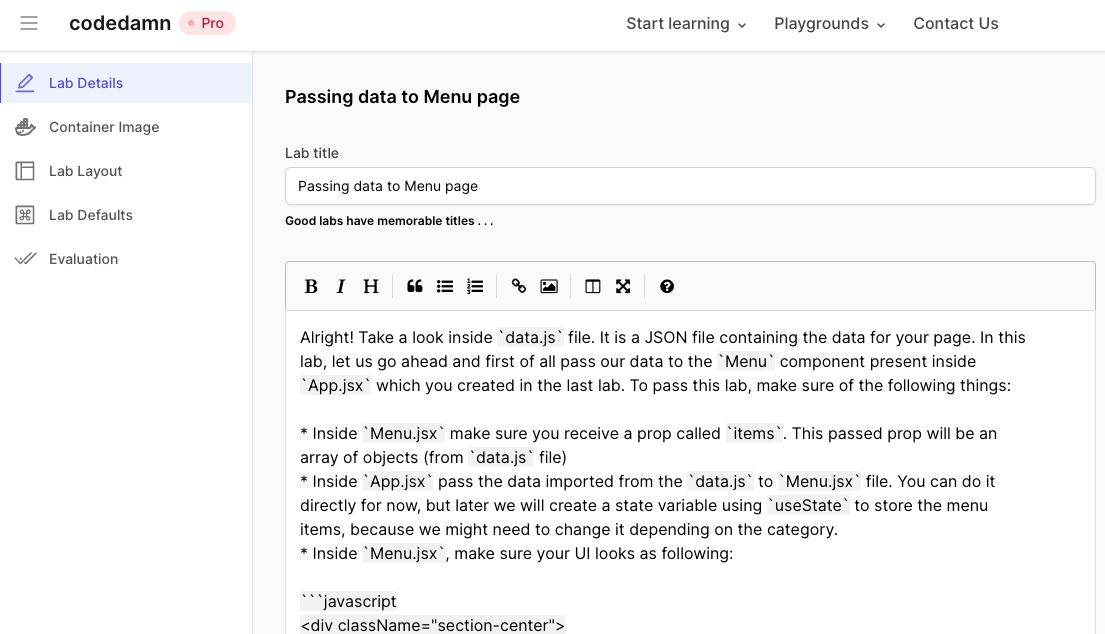 codedamn Pro Start learning Playgrounds Contact Us
Lab Details
Container Image
Lab Layout
Lab Defaults
Evaluation
Passing data to Menu page
Lab title
Passing data to Menu page
Good labs have memorable titles . . .
B I H
Alright! Take a look inside `data.js` file. It is a JSON file containing the data for your page. In this
lab, let us go ahead and first of all pass our data to the `Menu` component present inside
`App.jsx` which you created in the last lab. To pass this lab, make sure of the following things:
* Inside `Menu.jsx` make sure you receive a prop called `items`. This passed prop will be an
array of objects (from `data.js` file)
* Inside `App.jsx` pass the data imported from the `data.js` to `Menu.jsx` file. You can do it
directly for now, but later we will create a state variable using `useState` to store the menu
items, because we might need to change it depending on the category.
* Inside `Menu.jsx`, make sure your UI looks as following:
```javascript
<div className="section-center">